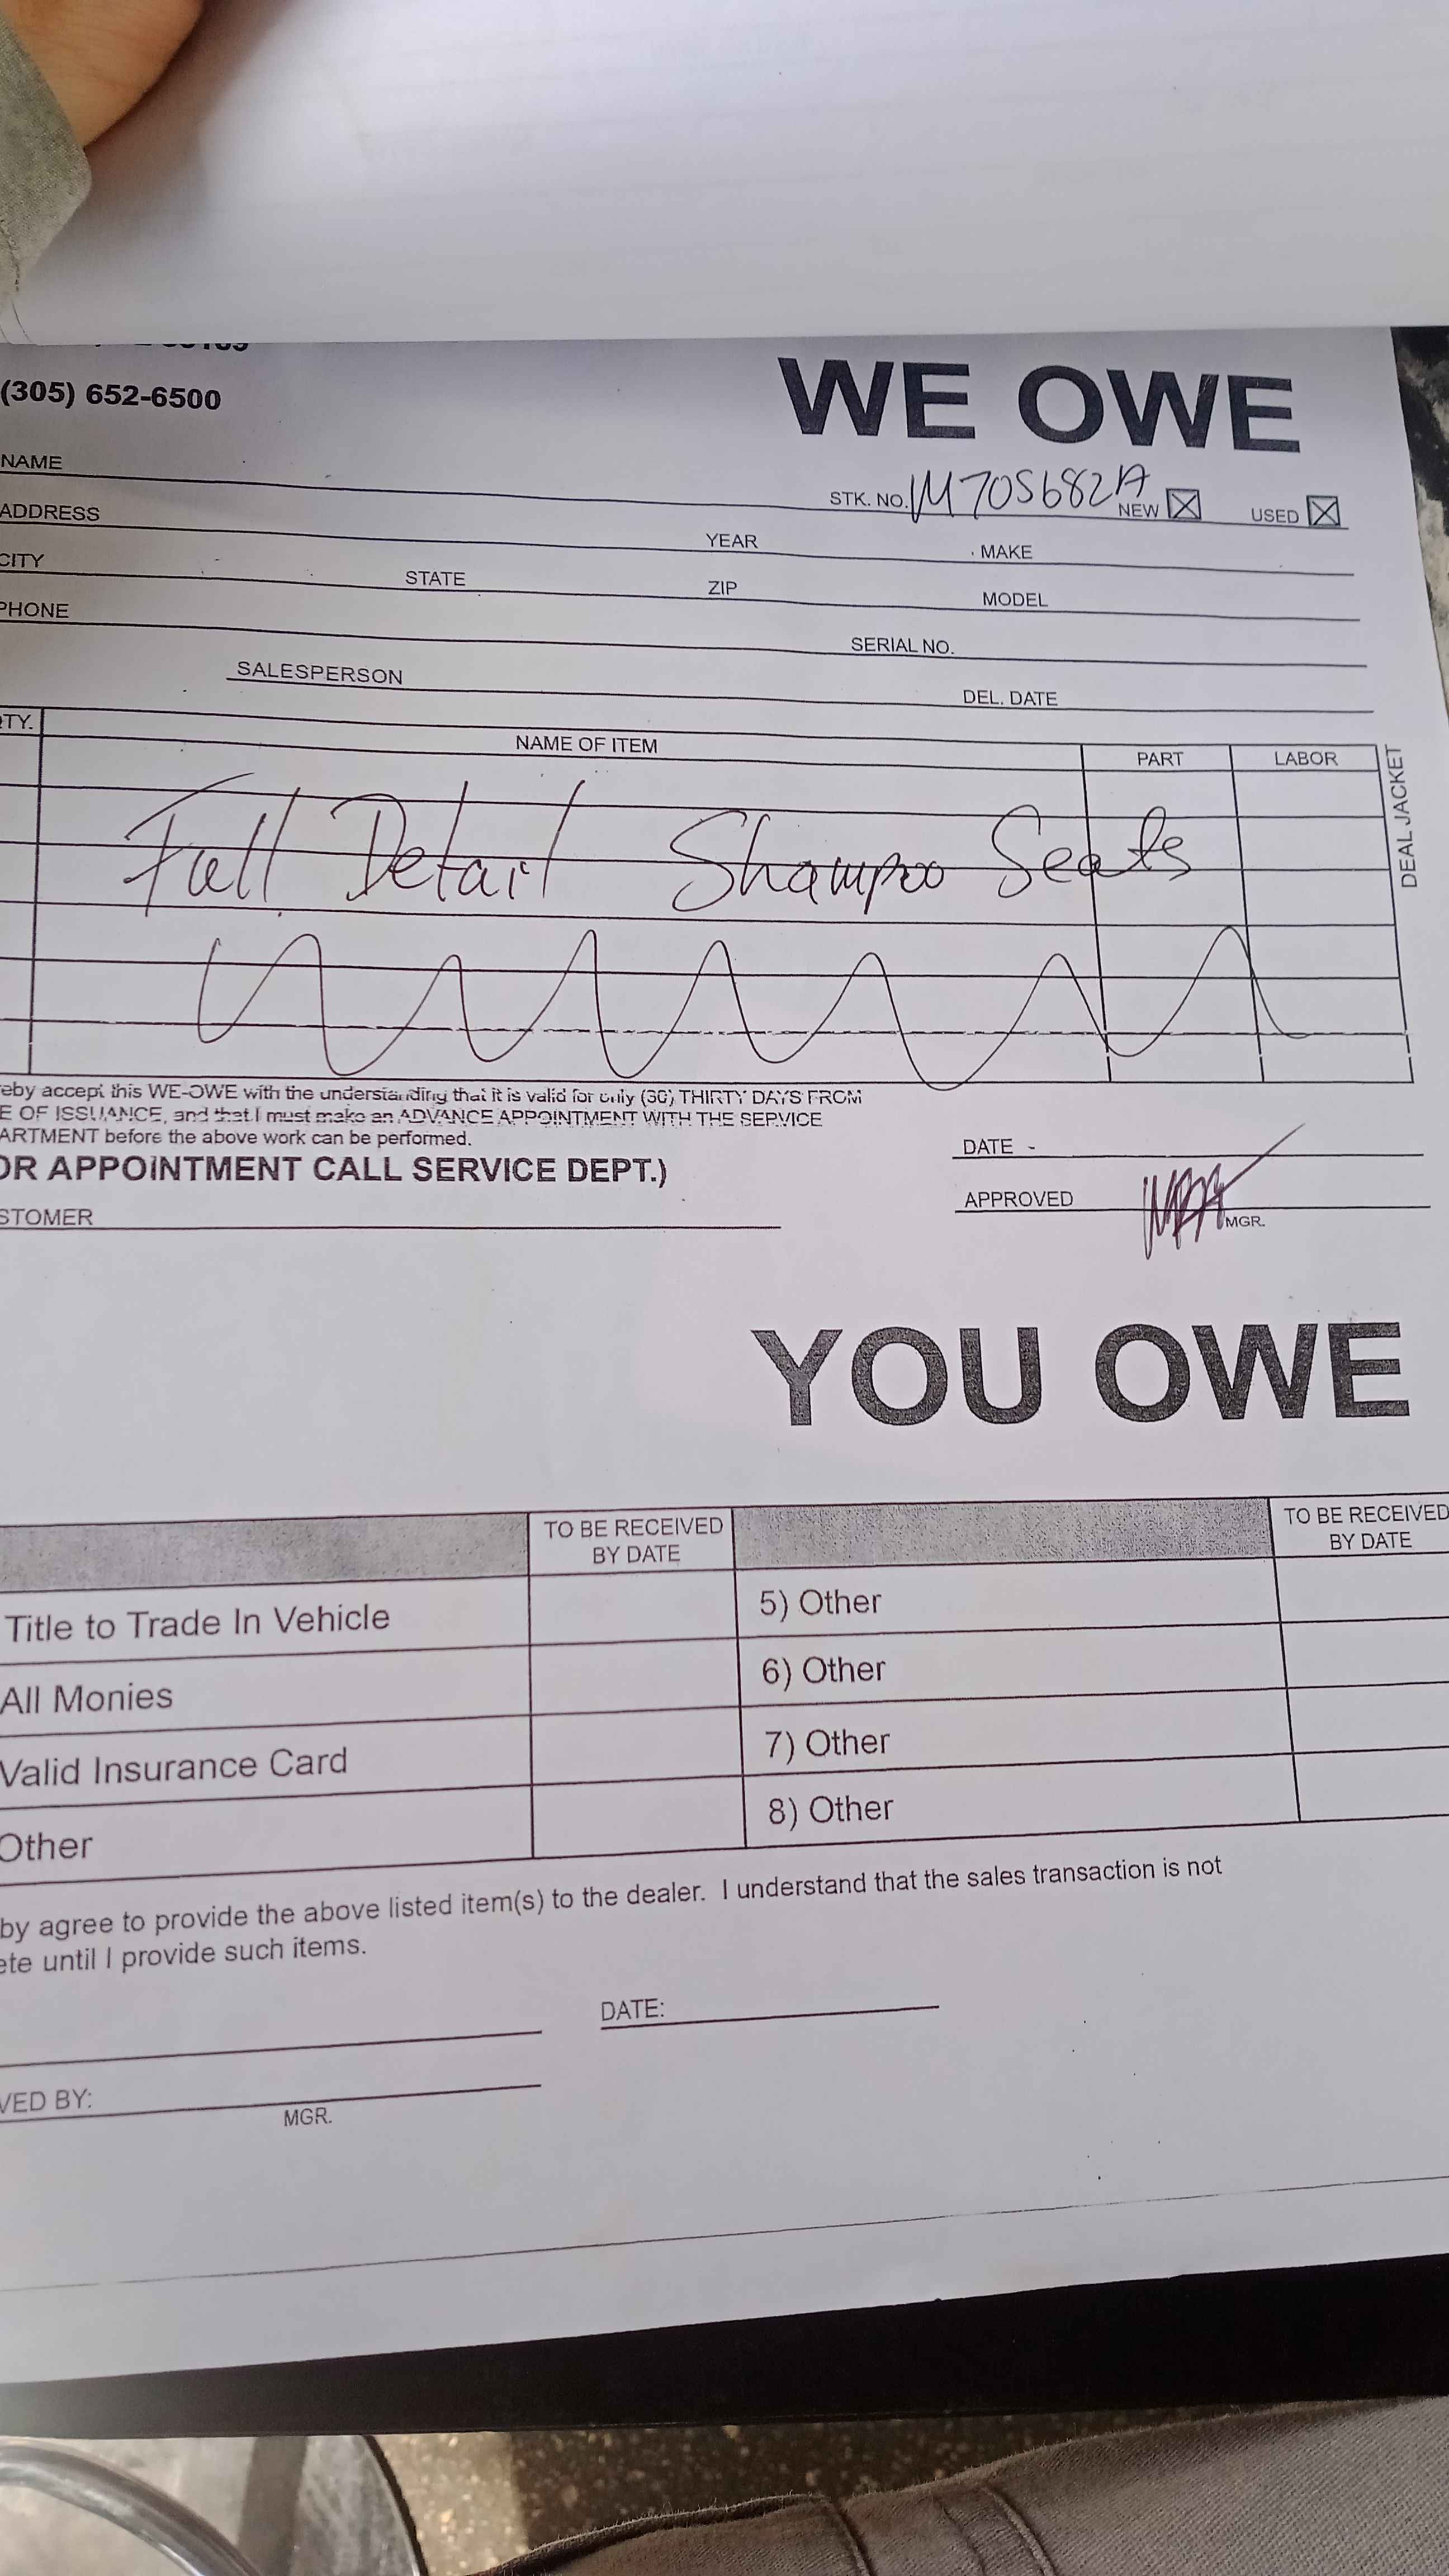 (305) 652-6500
WE OWE
NAME
STK. NO. M705682A NEW USED
ADDRESS
YEAR
MAKE
CITY
STATE
ZIP
MODEL
PHONE
SERIAL NO.
SALESPERSON
DEL. DATE
TY.
NAME OF ITEM
PART
LABOR
DEAL JACKET
Full Detail Shampoo Seats
eby accept this WE-OWE with the understanding that it is valid for only (30) THIRTY DAYS FROM
E OF ISSUANCE, and that I must make an ADVANCE APPOINTMENT WITH THE SERVICE
ARTMENT before the above work can be performed.
OR APPOINTMENT CALL SERVICE DEPT.)
DATE -
APPROVED
MGR.
STOMER
YOU OWE
TO BE RECEIVED
BY DATE
TO BE RECEIVED
BY DATE
Title to Trade In Vehicle
5) Other
All Monies
6) Other
Valid Insurance Card
7) Other
Other
8) Other
by agree to provide the above listed item(s) to the dealer. I understand that the sales transaction is not
ete until I provide such items.
DATE:
VED BY:
MGR.